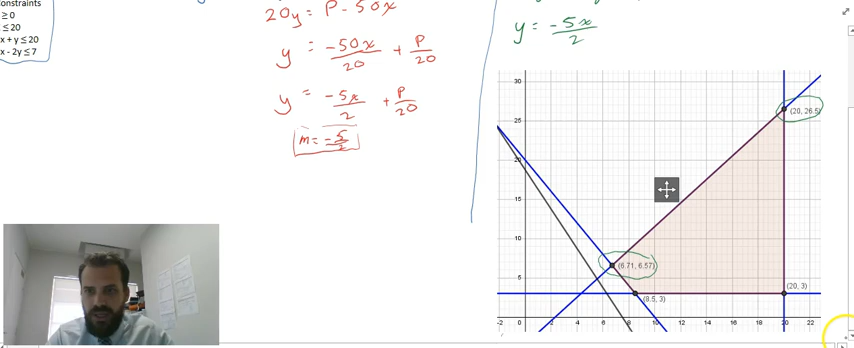 onstraints
≥ 0
≤ 20
x + y ≤ 20
x - 2y ≤ 7
20y = P - 50x
y = -50x/20 + P/20
y = -5x/2 + P/20
m = -5/2
y = -5x/2
30
25
20
15
10
5
(20, 26.5)
(6.71, 6.57)
(20, 3)
(8.5, 3)
-2 0 2 4 6 8 10 12 14 16 18 20 22